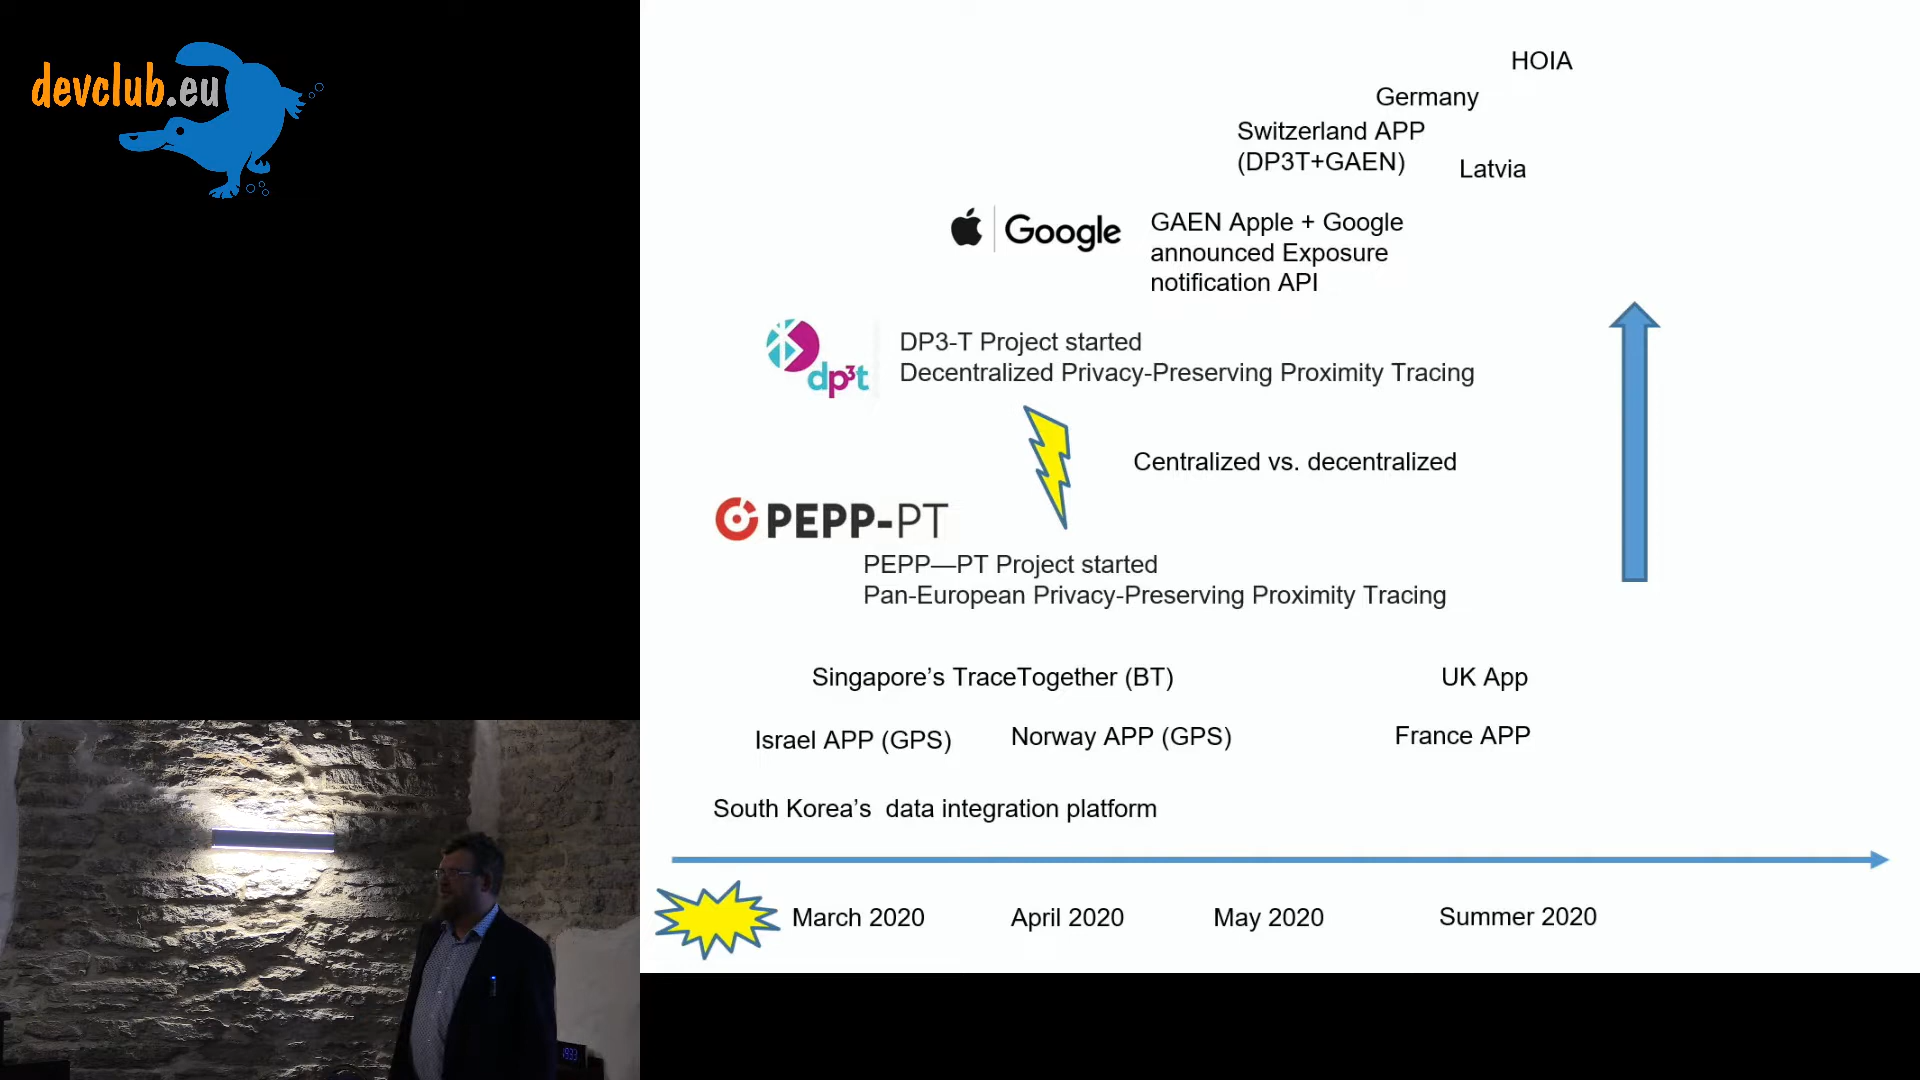 devclub.eu
HOIA
Germany
Switzerland APP
(DP3T+GAEN)
Latvia
Google
GAEN Apple + Google
announced Exposure
notification API
dp3t
DP3-T Project started
Decentralized Privacy-Preserving Proximity Tracing
Centralized vs. decentralized
PEPP-PT
PEPP—PT Project started
Pan-European Privacy-Preserving Proximity Tracing
Singapore’s TraceTogether (BT)
UK App
Israel APP (GPS)
Norway APP (GPS)
France APP
South Korea’s  data integration platform
March 2020
April 2020
May 2020
Summer 2020
1933